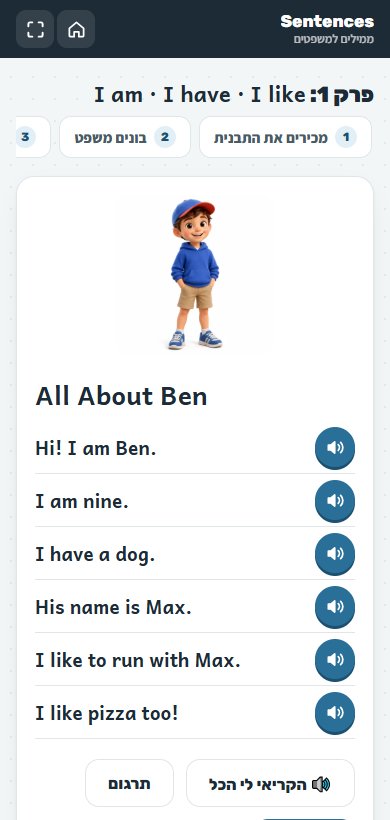 Sentences
ממילים למשפטים
פרק 1: I am · I have · I like
1 מכירים את התבנית
2 בונים משפט
3
All About Ben
Hi! I am Ben.
I am nine.
I have a dog.
His name is Max.
I like to run with Max.
I like pizza too!
הקריאי לי הכל
תרגום